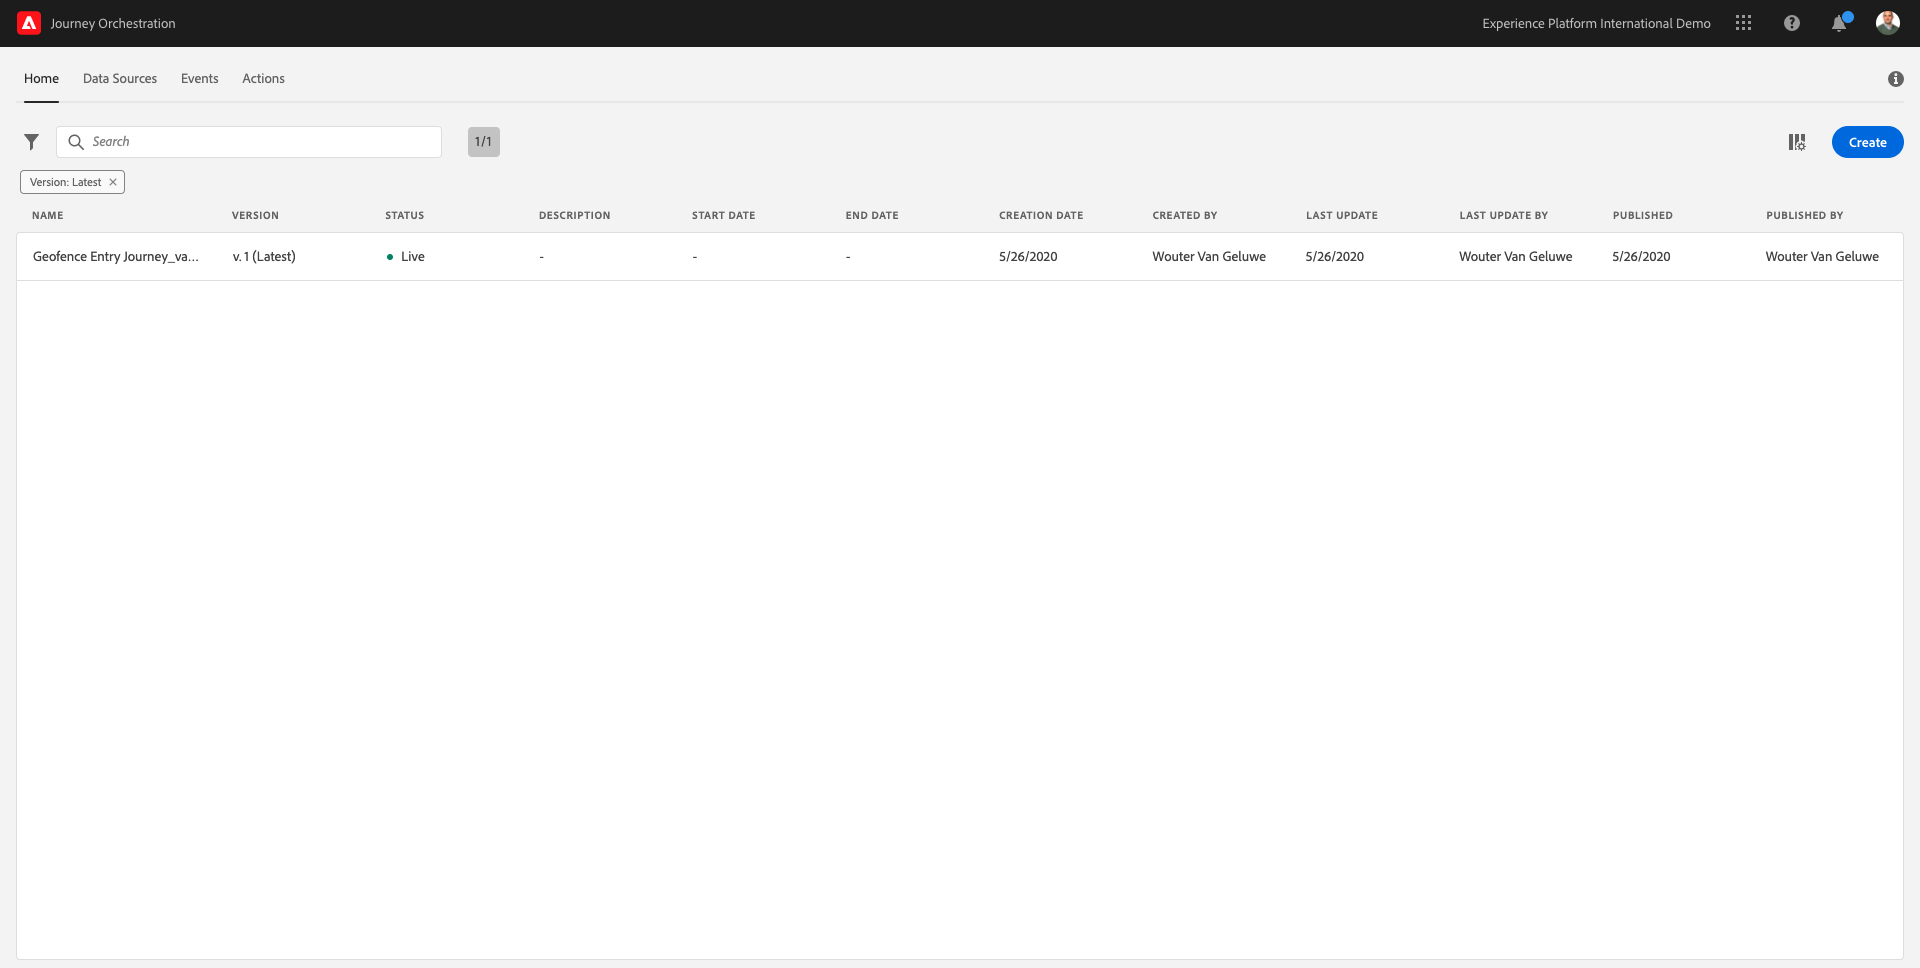 Journey Orchestration
Experience Platform International Demo
Home Data Sources Events Actions
Search
1/1
Create
Version: Latest
NAME VERSION STATUS DESCRIPTION START DATE END DATE CREATION DATE CREATED BY LAST UPDATE LAST UPDATE BY PUBLISHED PUBLISHED BY
Geofence Entry Journey_va... v. 1 (Latest) Live - - - 5/26/2020 Wouter Van Geluwe 5/26/2020 Wouter Van Geluwe 5/26/2020 Wouter Van Geluwe